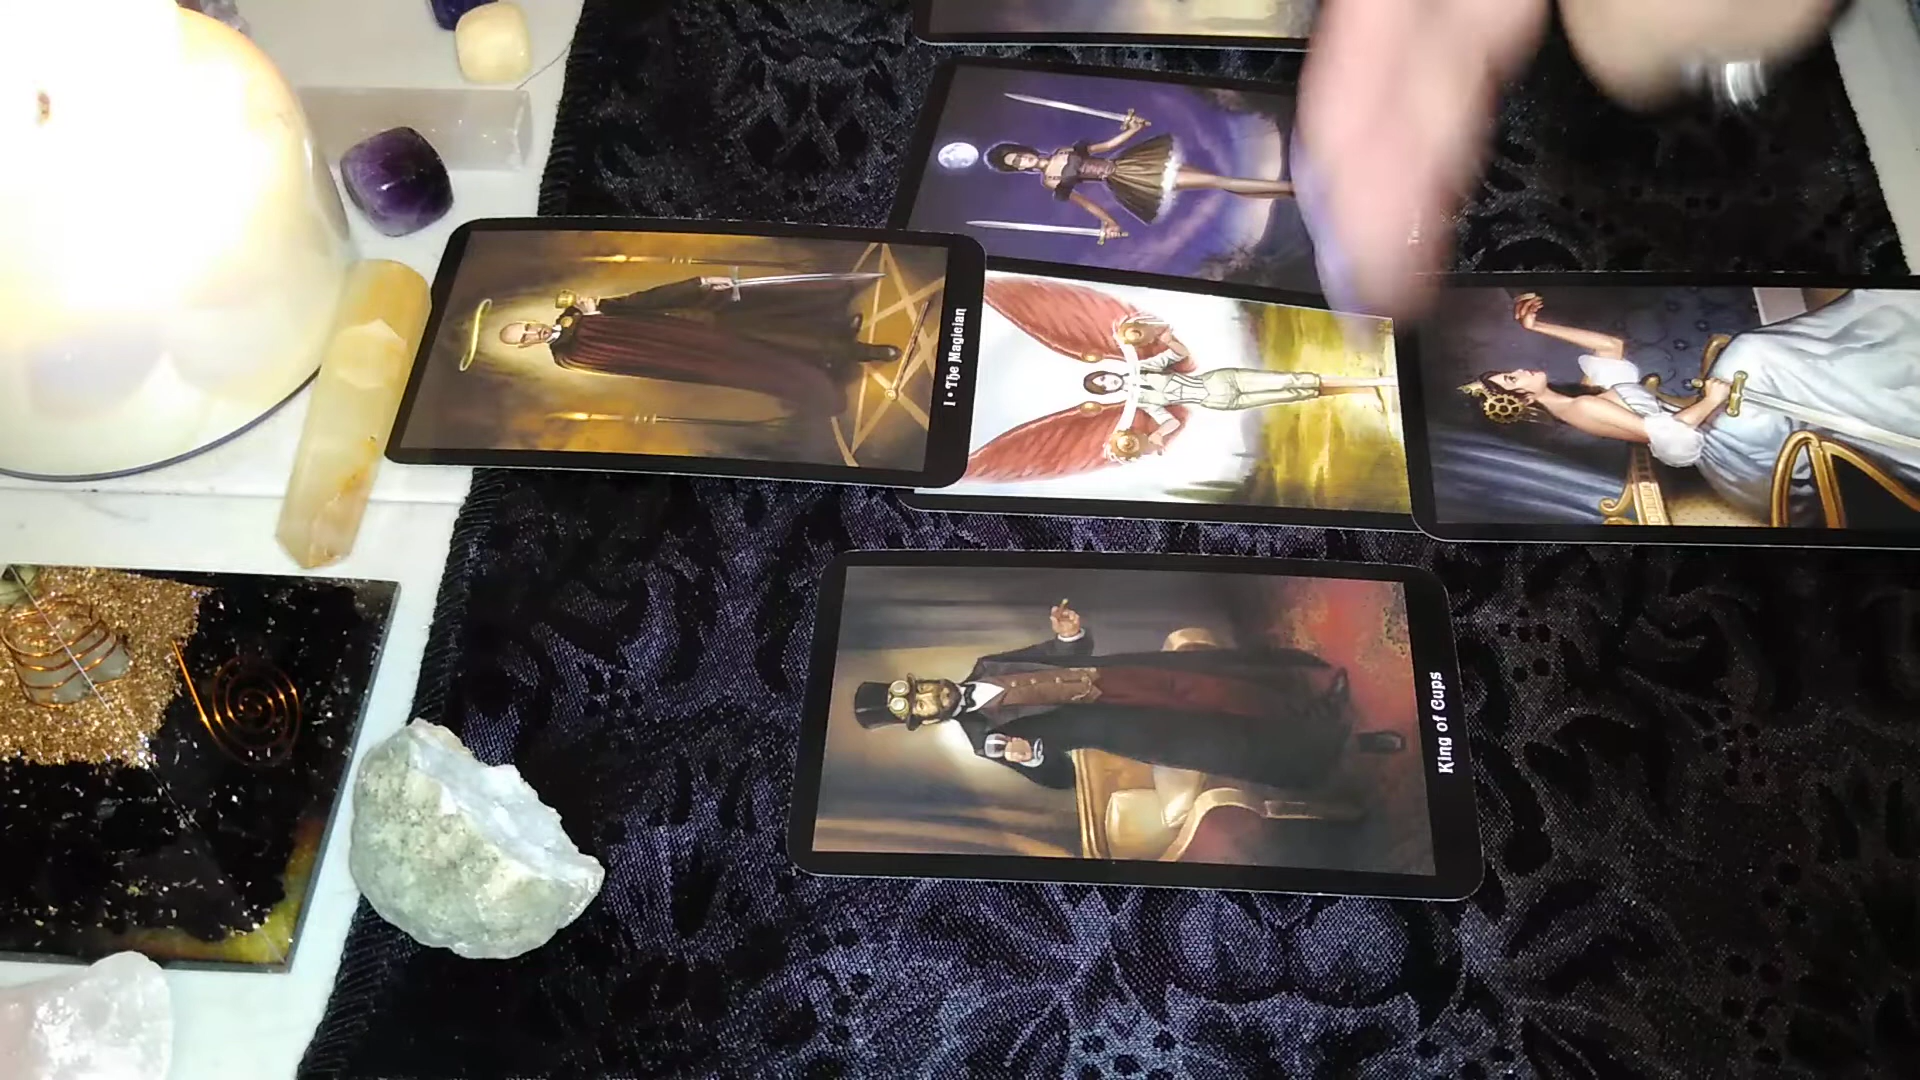 I • The Magician
King of Cups